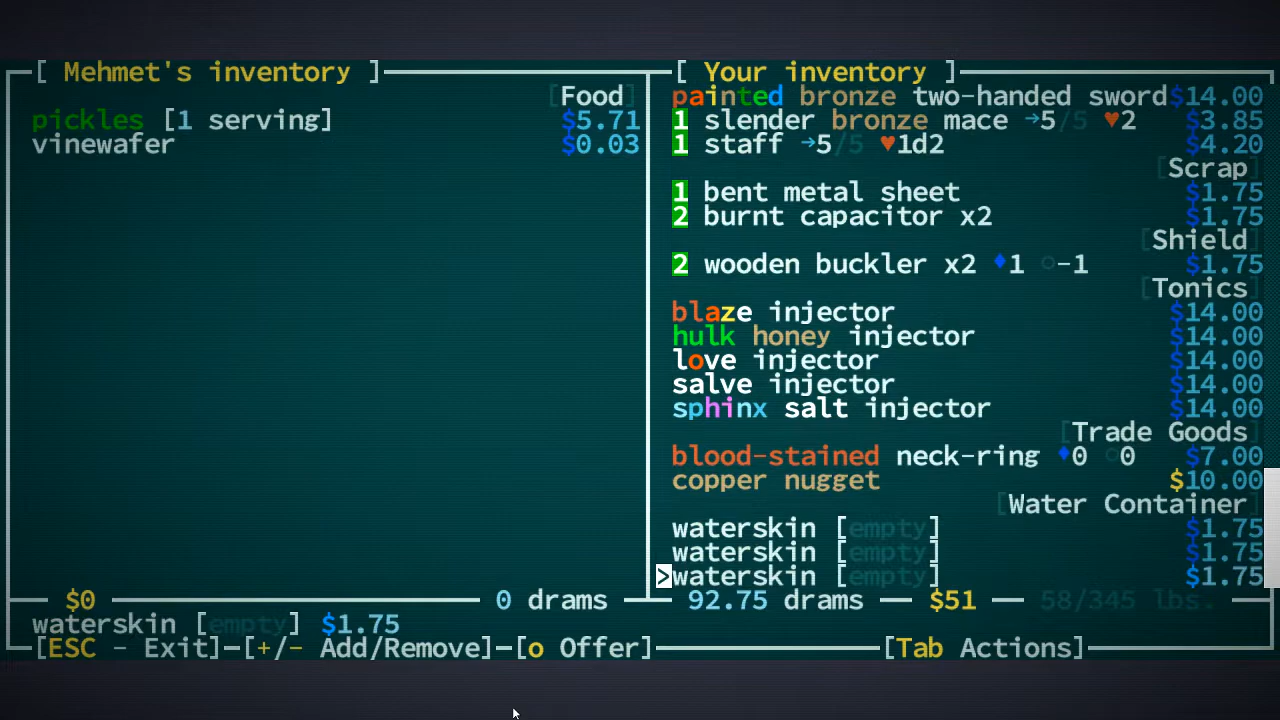 [ Mehmet's inventory ]
[Food]
pickles [1 serving] $5.71
vinewafer $0.03
[ Your inventory ]
painted bronze two-handed sword $14.00
1 slender bronze mace →5/5 ♥2 $3.85
1 staff →5/5 ♥1d2 $4.20
[Scrap]
1 bent metal sheet $1.75
2 burnt capacitor x2 $1.75
[Shield]
2 wooden buckler x2 ♦1 ○-1 $1.75
[Tonics]
blaze injector $14.00
hulk honey injector $14.00
love injector $14.00
salve injector $14.00
sphinx salt injector $14.00
[Trade Goods]
blood-stained neck-ring ♦0 ○0 $7.00
copper nugget $10.00
[Water Container]
waterskin [empty] $1.75
waterskin [empty] $1.75
>waterskin [empty] $1.75
$0 0 drams 92.75 drams $51 58/345 lbs.
waterskin [empty] $1.75
[ESC - Exit] [+/- Add/Remove] [o Offer] [Tab Actions]